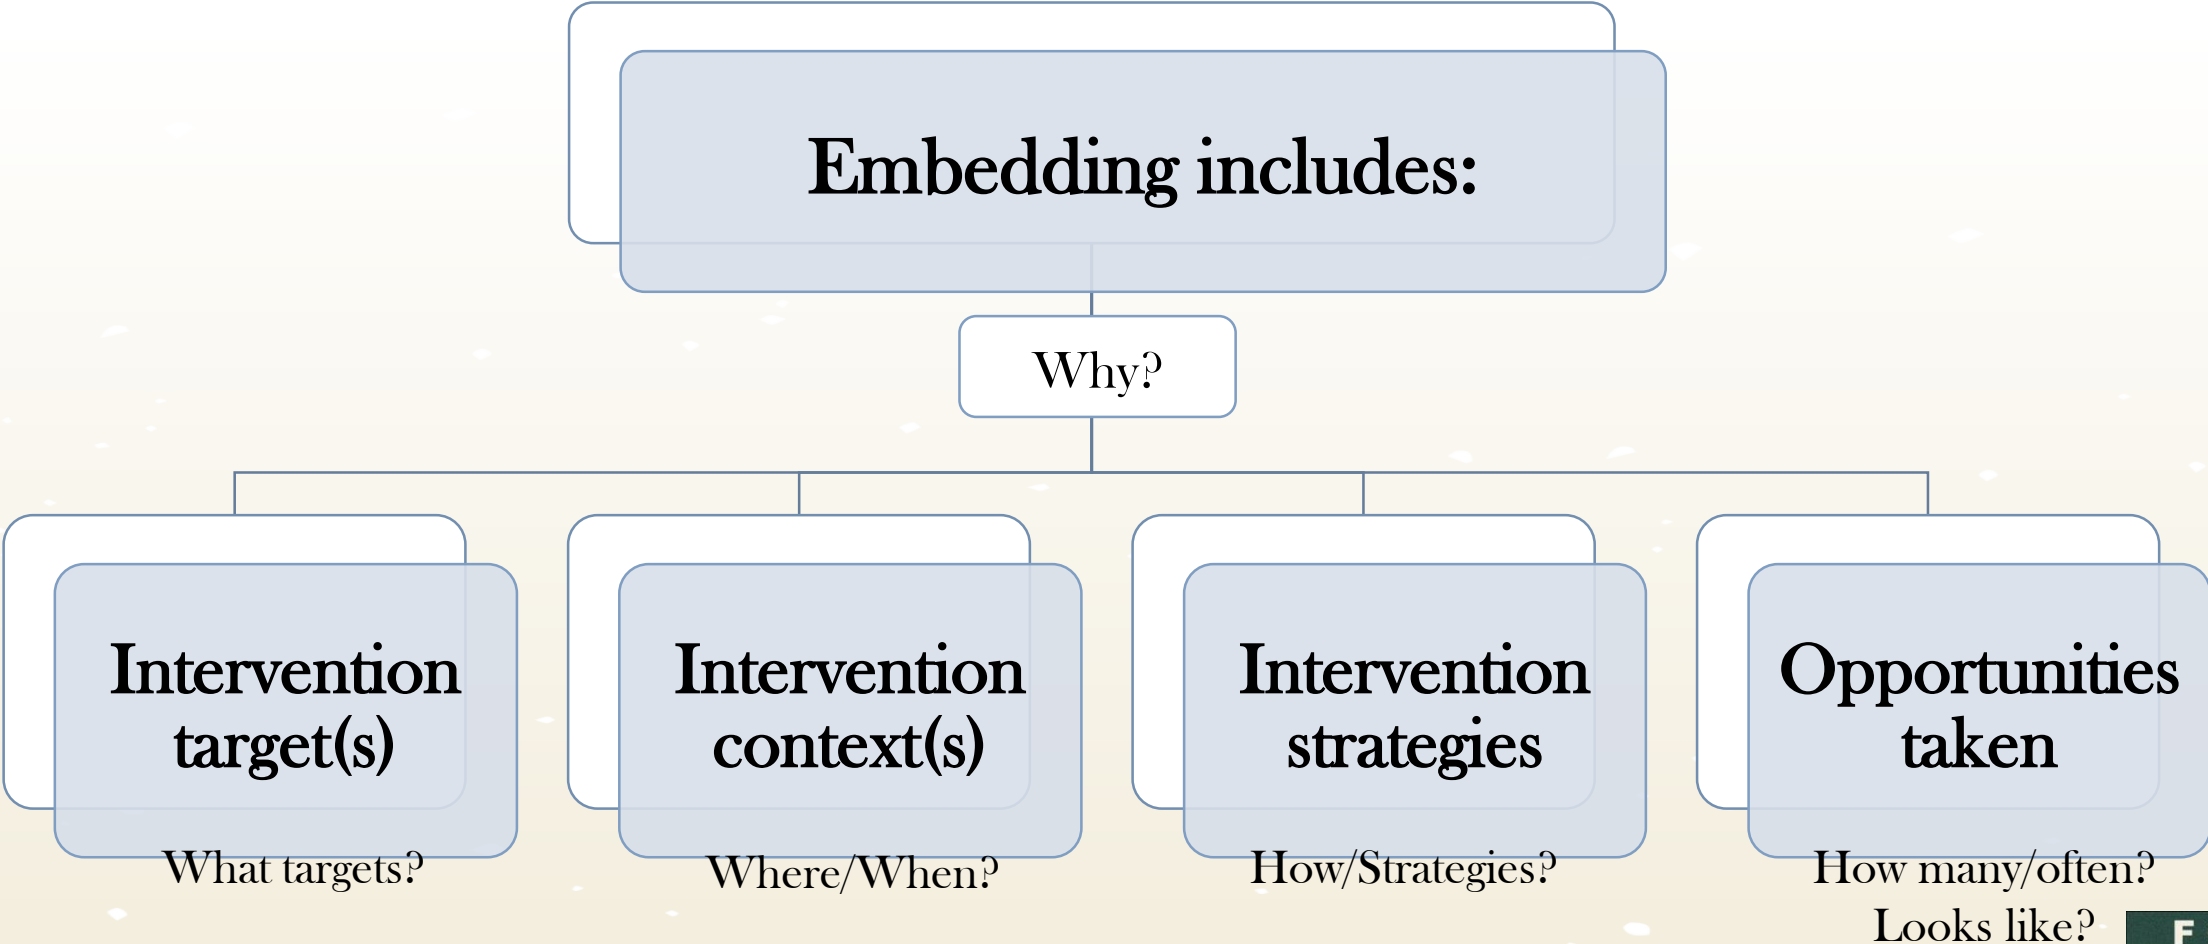 Embedding includes:
Why?
Intervention
target(s)
What targets?
Intervention
context(s)
Where/When?
Intervention
strategies
How/Strategies?
Opportunities
taken
How many/often?
Looks like?
F